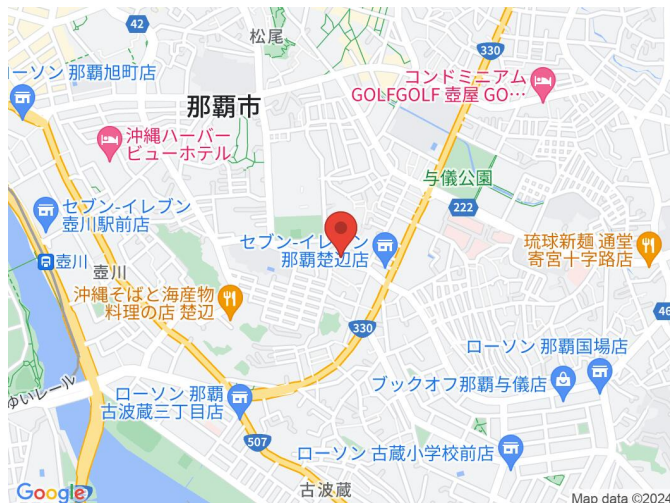 42
松尾
330
ローソン 那覇旭町店
那覇市
コンドミニアム
GOLFGOLF 壺屋 GO…
沖縄ハーバー
ビューホテル
与儀公園
222
セブン-イレブン
壺川駅前店
セブン-イレブン
那覇楚辺店
琉球新麺 通堂
寄宮十字路店
壺川
壺川
沖縄そばと海産物
料理の店 楚辺
330
46
ローソン 那覇国場店
ゆいレール
ローソン 那覇
古波蔵三丁目店
ブックオフ那覇与儀店
507
ローソン 古蔵小学校前店
古波蔵
Google
Map data ©2024